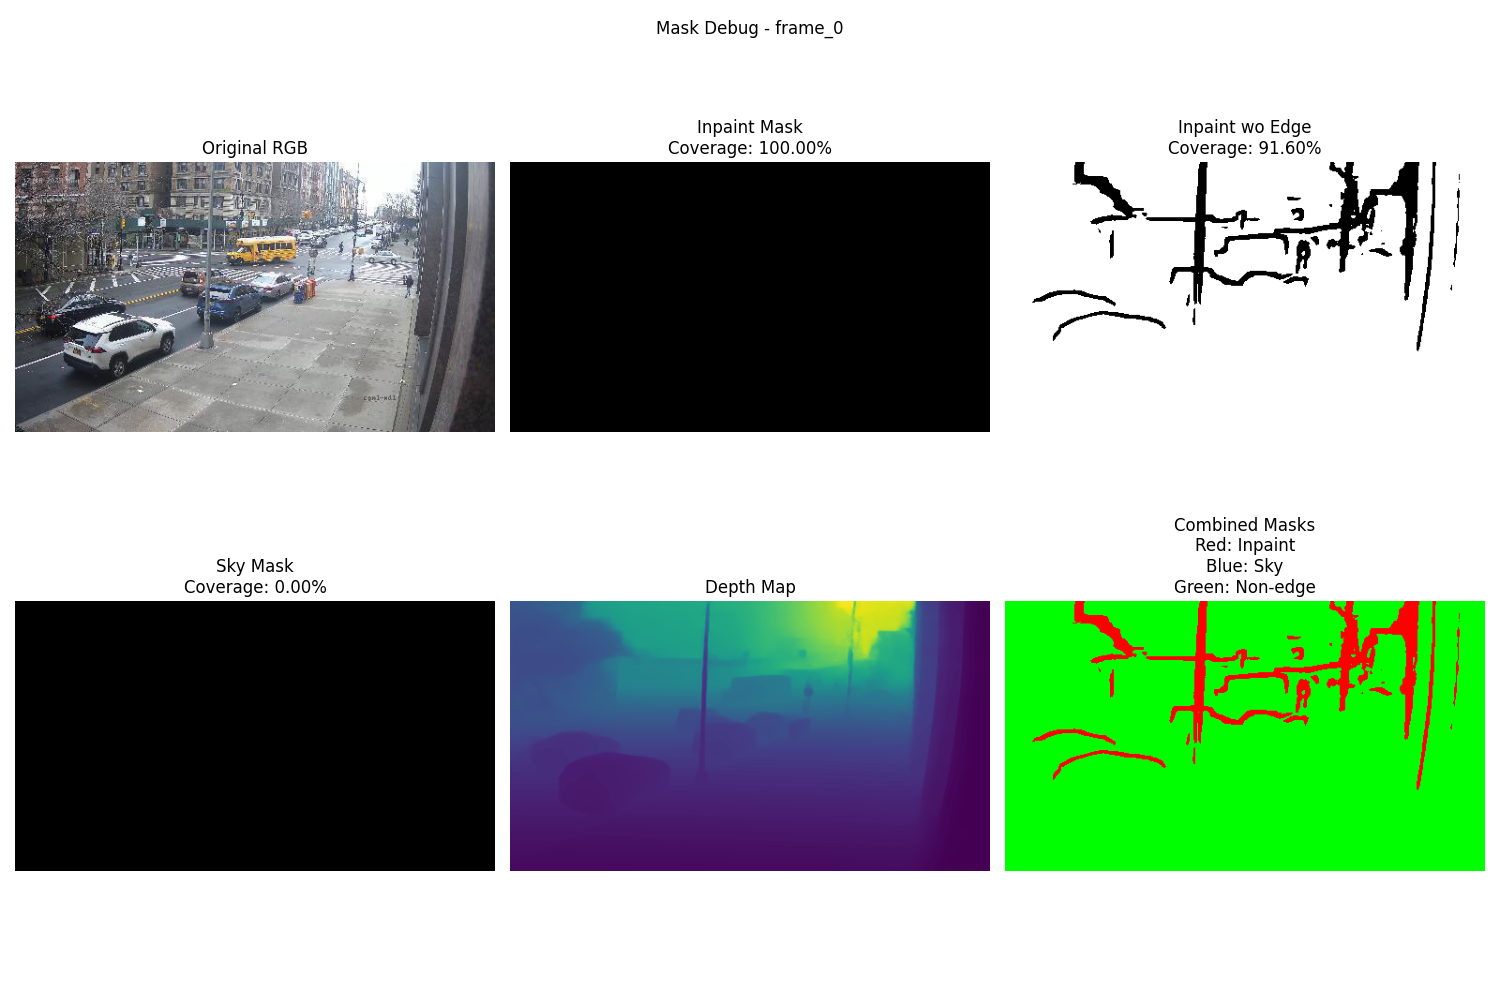 Mask Debug - frame_0
Original RGB
Inpaint Mask
Coverage: 100.00%
Inpaint wo Edge
Coverage: 91.60%
Sky Mask
Coverage: 0.00%
Depth Map
Combined Masks
Red: Inpaint
Blue: Sky
Green: Non-edge